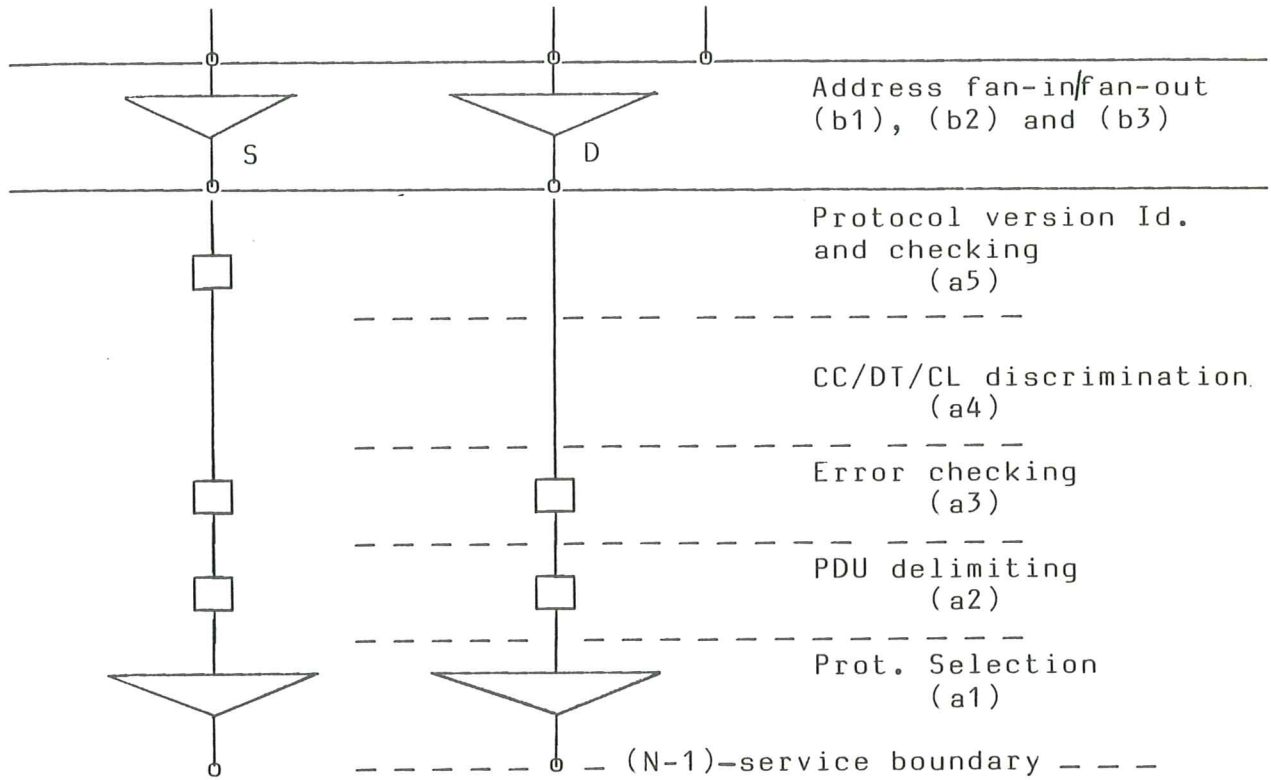 Address fan-in/fan-out
(b1), (b2) and (b3)
S
D
Protocol version Id.
and checking
(a5)
CC/DT/CL discrimination
(a4)
Error checking
(a3)
PDU delimiting
(a2)
Prot. Selection
(a1)
(N-1)-service boundary